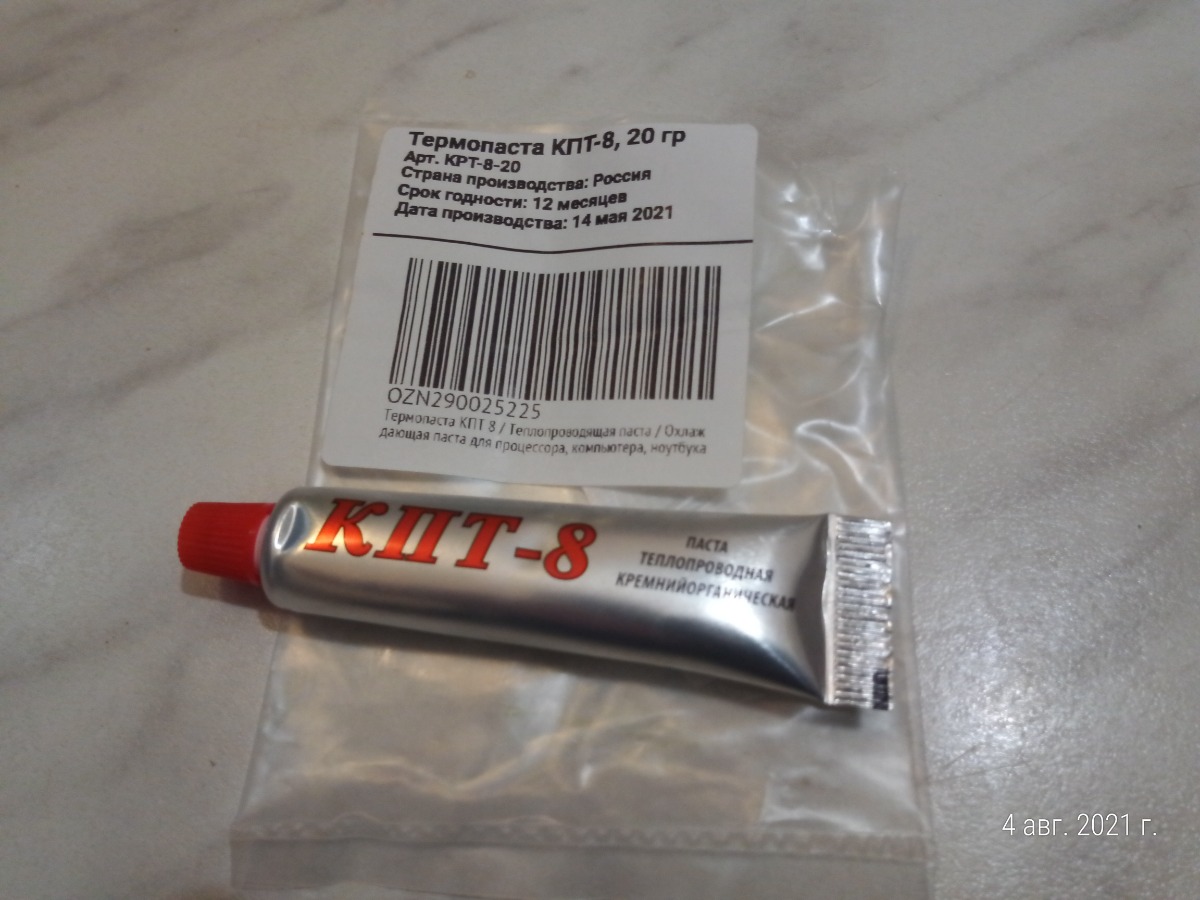 Термопаста КПТ-8, 20 гр
Арт. КРТ-8-20
Страна производства: Россия
Срок годности: 12 месяцев
Дата производства: 14 мая 2021
OZN290025225
Термопаста КПТ 8 / Теплопроводящая паста / Охлаж
дающая паста для процессора, компьютера, ноутбука
КПТ-8
ПАСТА
ТЕПЛОПРОВОДНАЯ
КРЕМНИЙОРГАНИЧЕСКАЯ
4 авг. 2021 г.